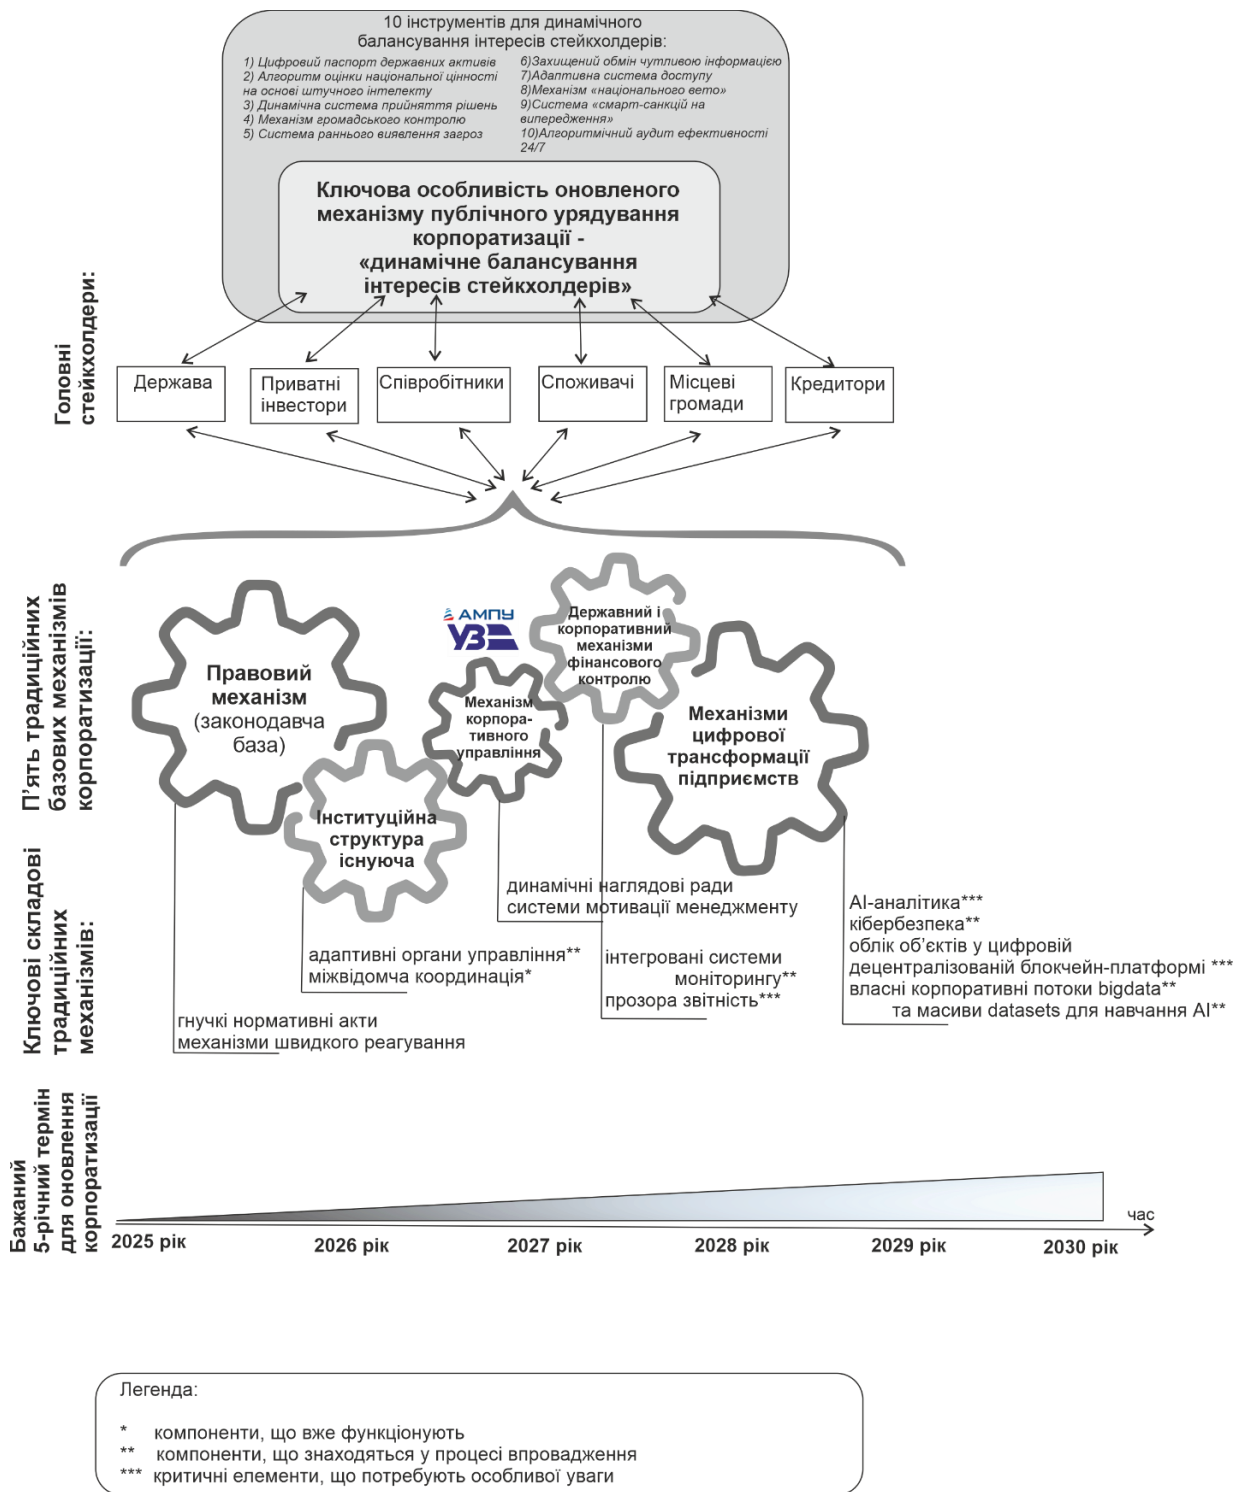 10 інструментів для динамічного
балансування інтересів стейкхолдерів:
1) Цифровий паспорт державних активів
2) Алгоритм оцінки національної цінності
на основі штучного інтелекту
3) Динамічна система прийняття рішень
4) Механізм громадського контролю
5) Система раннього виявлення загроз
6)Захищений обмін чутливою інформацією
7)Адаптивна система доступу
8)Механізм «національного вето»
9)Система «смарт-санкцій на
випередження»
10)Алгоритмічний аудит ефективності
24/7
Ключова особливість оновленого
механізму публічного урядування
корпоратизації -
«динамічне балансування
інтересів стейкхолдерів»
Головні
стейкхолдери:
Держава
Приватні
інвестори
Співробітники
Споживачі
Місцеві
громади
Кредитори
П’ять традиційних
базових механізмів
корпоратизації:
Правовий
механізм
(законодавча
база)
Інституційна
структура
існуюча
АМПУ
УЗ
Механізм
корпора-
тивного
управління
Державний і
корпоративний
механізми
фінансового
контролю
Механізми
цифрової
трансформації
підприємств
Ключові складові
традиційних
механізмів:
гнучкі нормативні акти
механізми швидкого реагування
адаптивні органи управління**
міжвідомча координація*
динамічні наглядові ради
системи мотивації менеджменту
інтегровані системи
моніторингу**
прозора звітність***
AI-аналітика***
кібербезпека**
облік об’єктів у цифровій
децентралізованій блокчейн-платформі ***
власні корпоративні потоки bigdata**
та масиви datasets для навчання AI**
Бажаний
5-річний термін
для оновлення
корпоратизації
час
2025 рік
2026 рік
2027 рік
2028 рік
2029 рік
2030 рік
Легенда:
* компоненти, що вже функціонують
** компоненти, що знаходяться у процесі впровадження
*** критичні елементи, що потребують особливої уваги